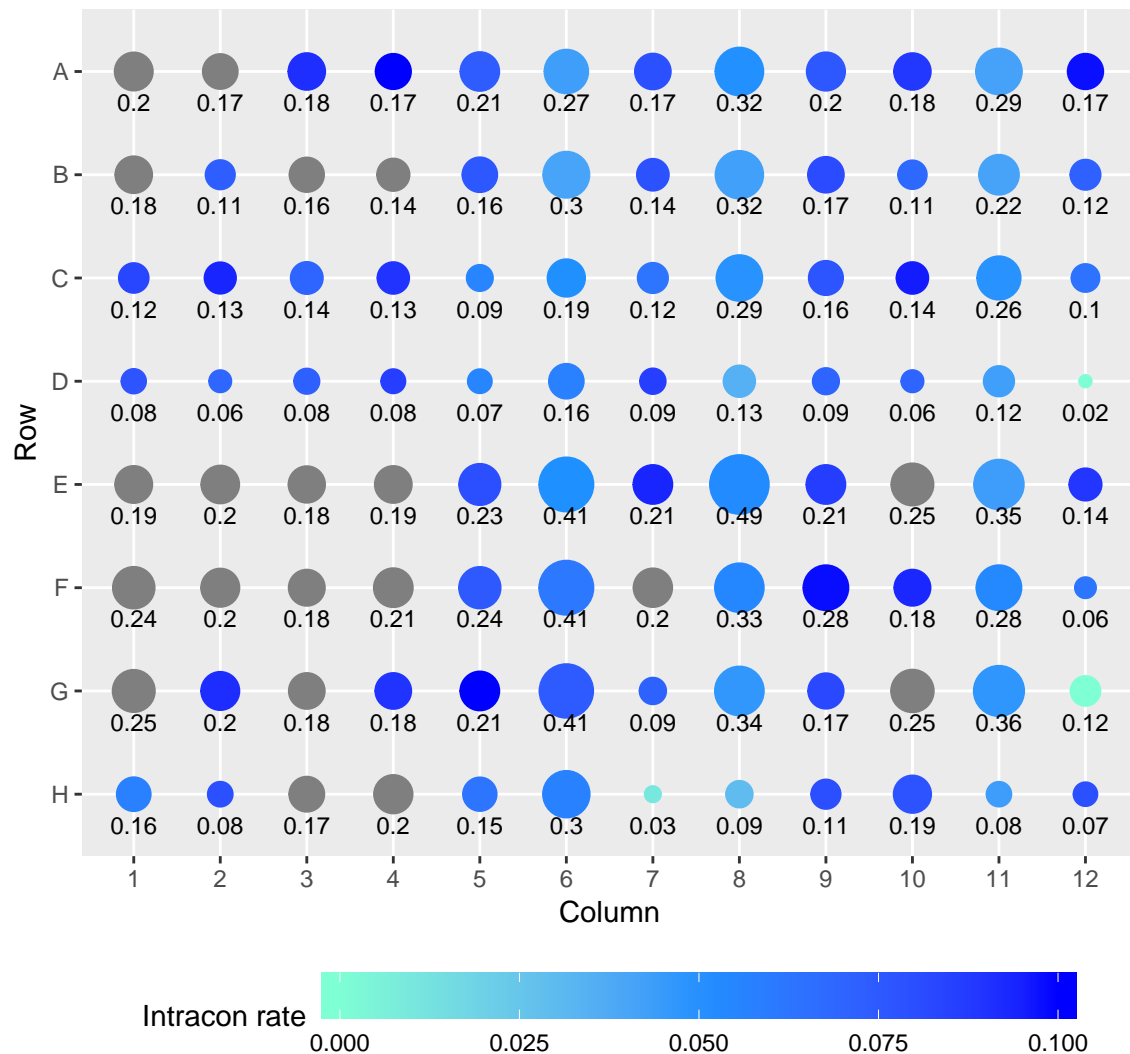 A
0.2 0.17 0.18 0.17 0.21 0.27 0.17 0.32 0.2 0.18 0.29 0.17
B
0.18 0.11 0.16 0.14 0.16 0.3 0.14 0.32 0.17 0.11 0.22 0.12
C
0.12 0.13 0.14 0.13 0.09 0.19 0.12 0.29 0.16 0.14 0.26 0.1
D
0.08 0.06 0.08 0.08 0.07 0.16 0.09 0.13 0.09 0.06 0.12 0.02
Row
E
0.19 0.2 0.18 0.19 0.23 0.41 0.21 0.49 0.21 0.25 0.35 0.14
F
0.24 0.2 0.18 0.21 0.24 0.41 0.2 0.33 0.28 0.18 0.28 0.06
G
0.25 0.2 0.18 0.18 0.21 0.41 0.09 0.34 0.17 0.25 0.36 0.12
H
0.16 0.08 0.17 0.2 0.15 0.3 0.03 0.09 0.11 0.19 0.08 0.07
1 2 3 4 5 6 7 8 9 10 11 12
Column
Intracon rate
0.000 0.025 0.050 0.075 0.100